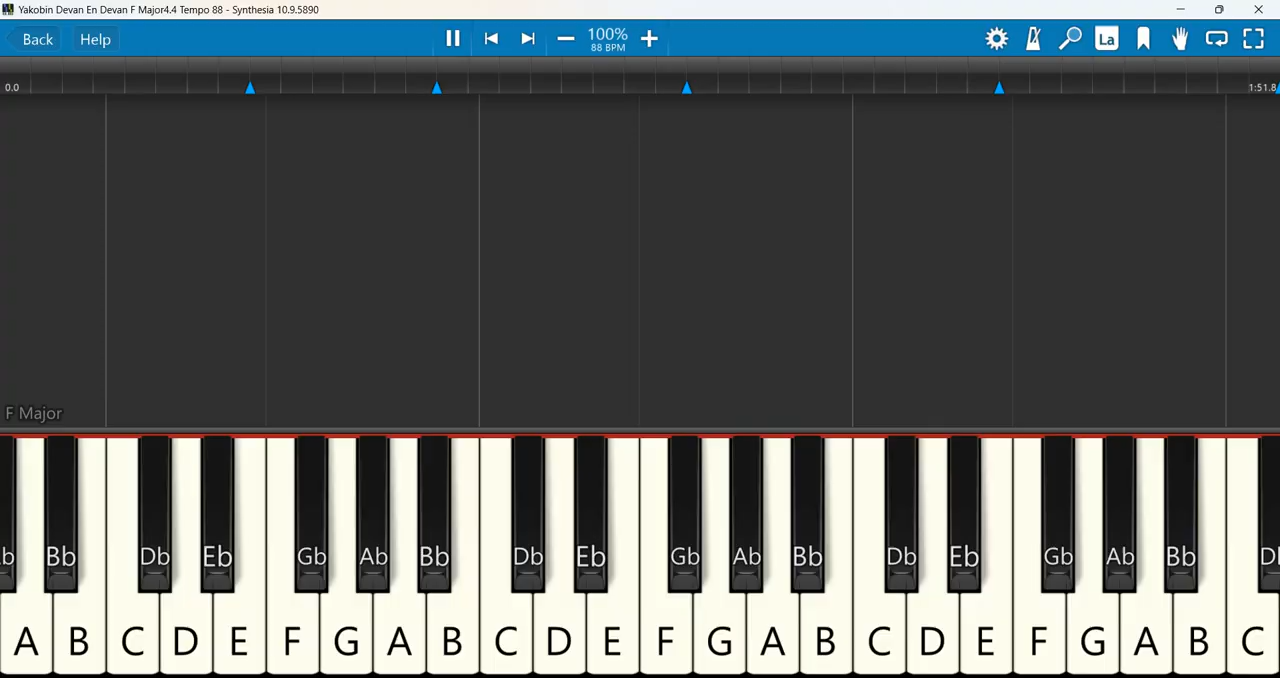 Yakobin Devan En Devan F Major4.4 Tempo 88 - Synthesia 10.9.5890
Back Help 100% La
88 BPM
0.0 1:51.8
F Major
Bb Db Eb Gb Ab Bb Db Eb Gb Ab Bb Db Eb Gb Ab Bb
A B C D E F G A B C D E F G A B C D E F G A B C